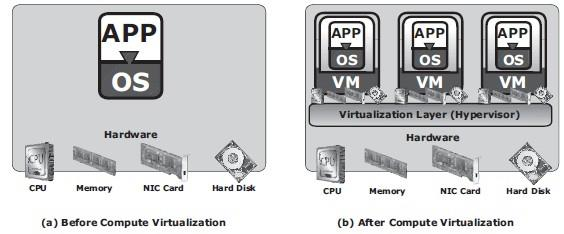 APP
OS
Hardware
CPU
CPU
Memory
NIC Card
Hard Disk
(a) Before Compute Virtualization
APP APP APP
OS OS OS
VM VM VM
Virtualization Layer (Hypervisor)
Hardware
CPU
Memory
NIC Card
Hard Disk
(b) After Compute Virtualization